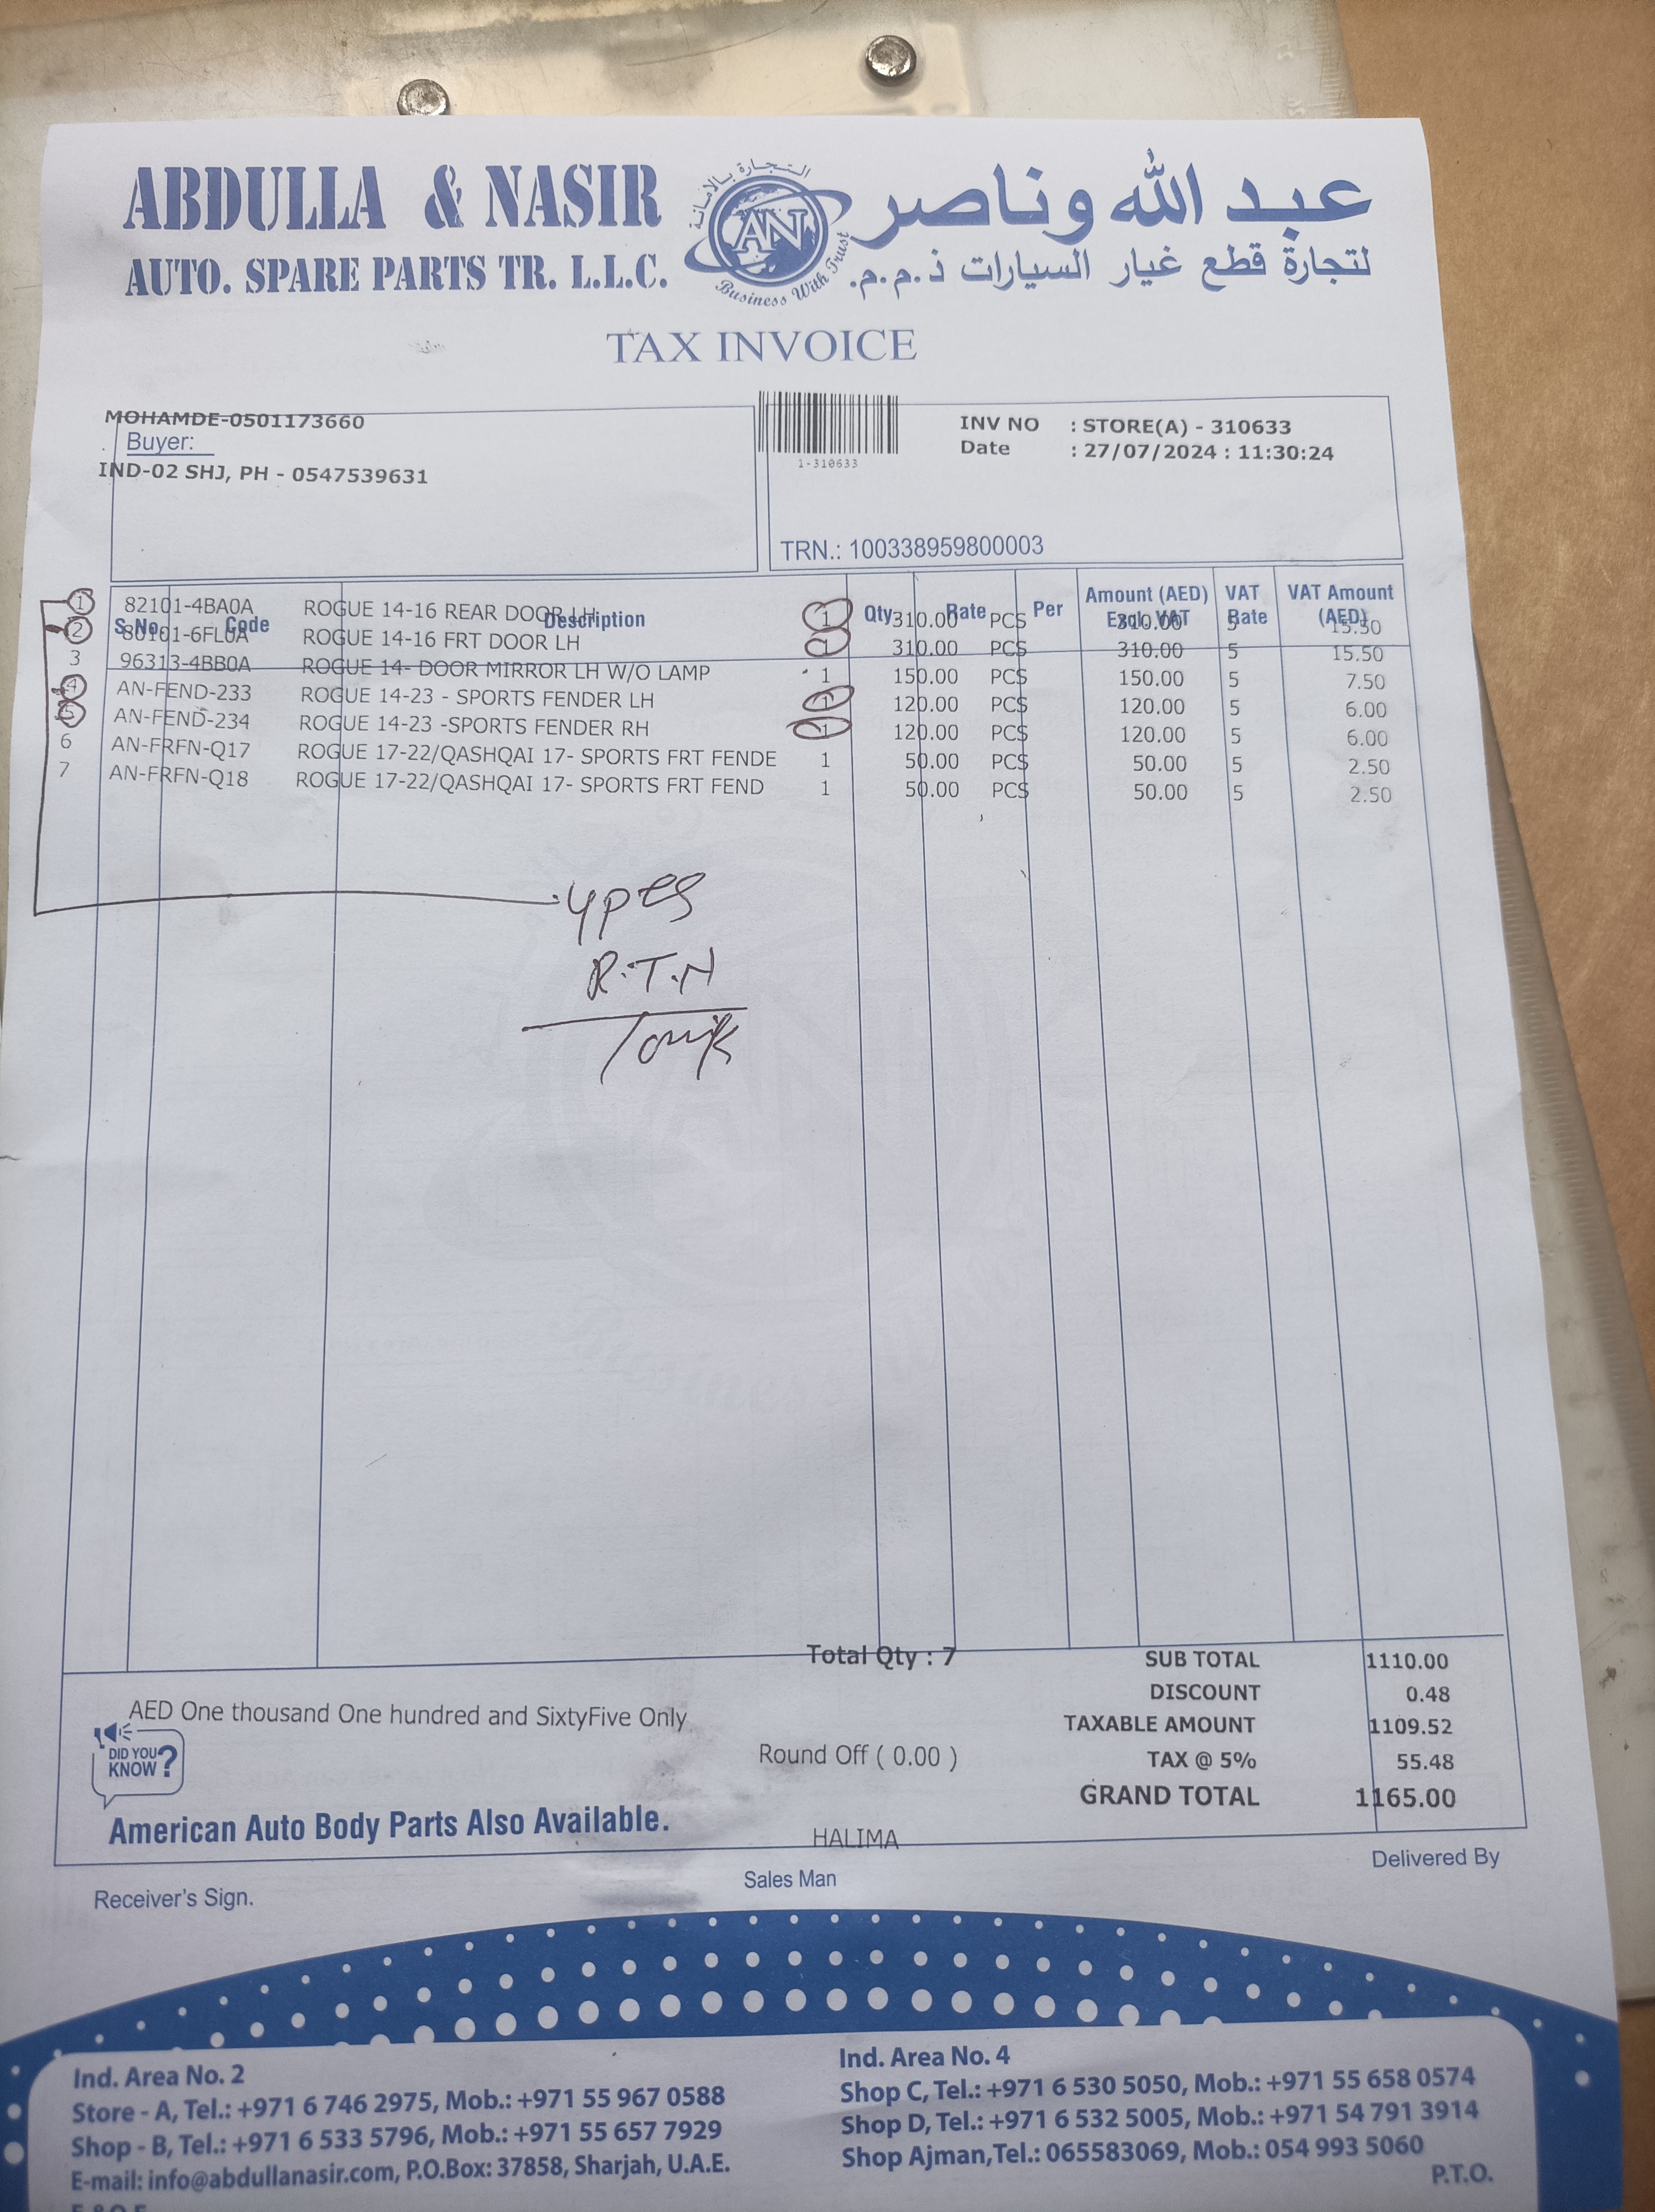 ABDULLA & NASIR
AUTO. SPARE PARTS TR. L.L.C.
التجارة بالامانة
AN
Business With Trust
عبد الله وناصر
لتجارة قطع غيار السيارات ذ.م.م.
TAX INVOICE
MOHAMDE-0501173660
Buyer:
IND-02 SHJ, PH - 0547539631
1-310633
INV NO : STORE(A) - 310633
Date : 27/07/2024 : 11:30:24
TRN.: 100338959800003
S.No. Code Description Qty Rate Per Amount (AED) Excl. VAT VAT Rate VAT Amount (AED)
1 82101-4BA0A ROGUE 14-16 REAR DOOR LH 1 310.00 PCS 310.00 5 15.50
2 80101-6FL0A ROGUE 14-16 FRT DOOR LH 1 310.00 PCS 310.00 5 15.50
3 96313-4BB0A ROGUE 14- DOOR MIRROR LH W/O LAMP 1 150.00 PCS 150.00 5 7.50
4 AN-FEND-233 ROGUE 14-23 - SPORTS FENDER LH 1 120.00 PCS 120.00 5 6.00
5 AN-FEND-234 ROGUE 14-23 -SPORTS FENDER RH 1 120.00 PCS 120.00 5 6.00
6 AN-FRFN-Q17 ROGUE 17-22/QASHQAI 17- SPORTS FRT FENDE 1 50.00 PCS 50.00 5 2.50
7 AN-FRFN-Q18 ROGUE 17-22/QASHQAI 17- SPORTS FRT FEND 1 50.00 PCS 50.00 5 2.50
4pes
R.T.N
Total Qty : 7
SUB TOTAL 1110.00
DISCOUNT 0.48
AED One thousand One hundred and SixtyFive Only
TAXABLE AMOUNT 1109.52
DID YOU KNOW ?
Round Off ( 0.00 )
TAX @ 5% 55.48
GRAND TOTAL 1165.00
American Auto Body Parts Also Available.
HALIMA
Receiver's Sign.
Sales Man
Delivered By
Ind. Area No. 2
Store - A, Tel.: +971 6 746 2975, Mob.: +971 55 967 0588
Shop - B, Tel.: +971 6 533 5796, Mob.: +971 55 657 7929
E-mail: info@abdullanasir.com, P.O.Box: 37858, Sharjah, U.A.E.
E.&O.E.
Ind. Area No. 4
Shop C, Tel.: +971 6 530 5050, Mob.: +971 55 658 0574
Shop D, Tel.: +971 6 532 5005, Mob.: +971 54 791 3914
Shop Ajman,Tel.: 065583069, Mob.: 054 993 5060
P.T.O.